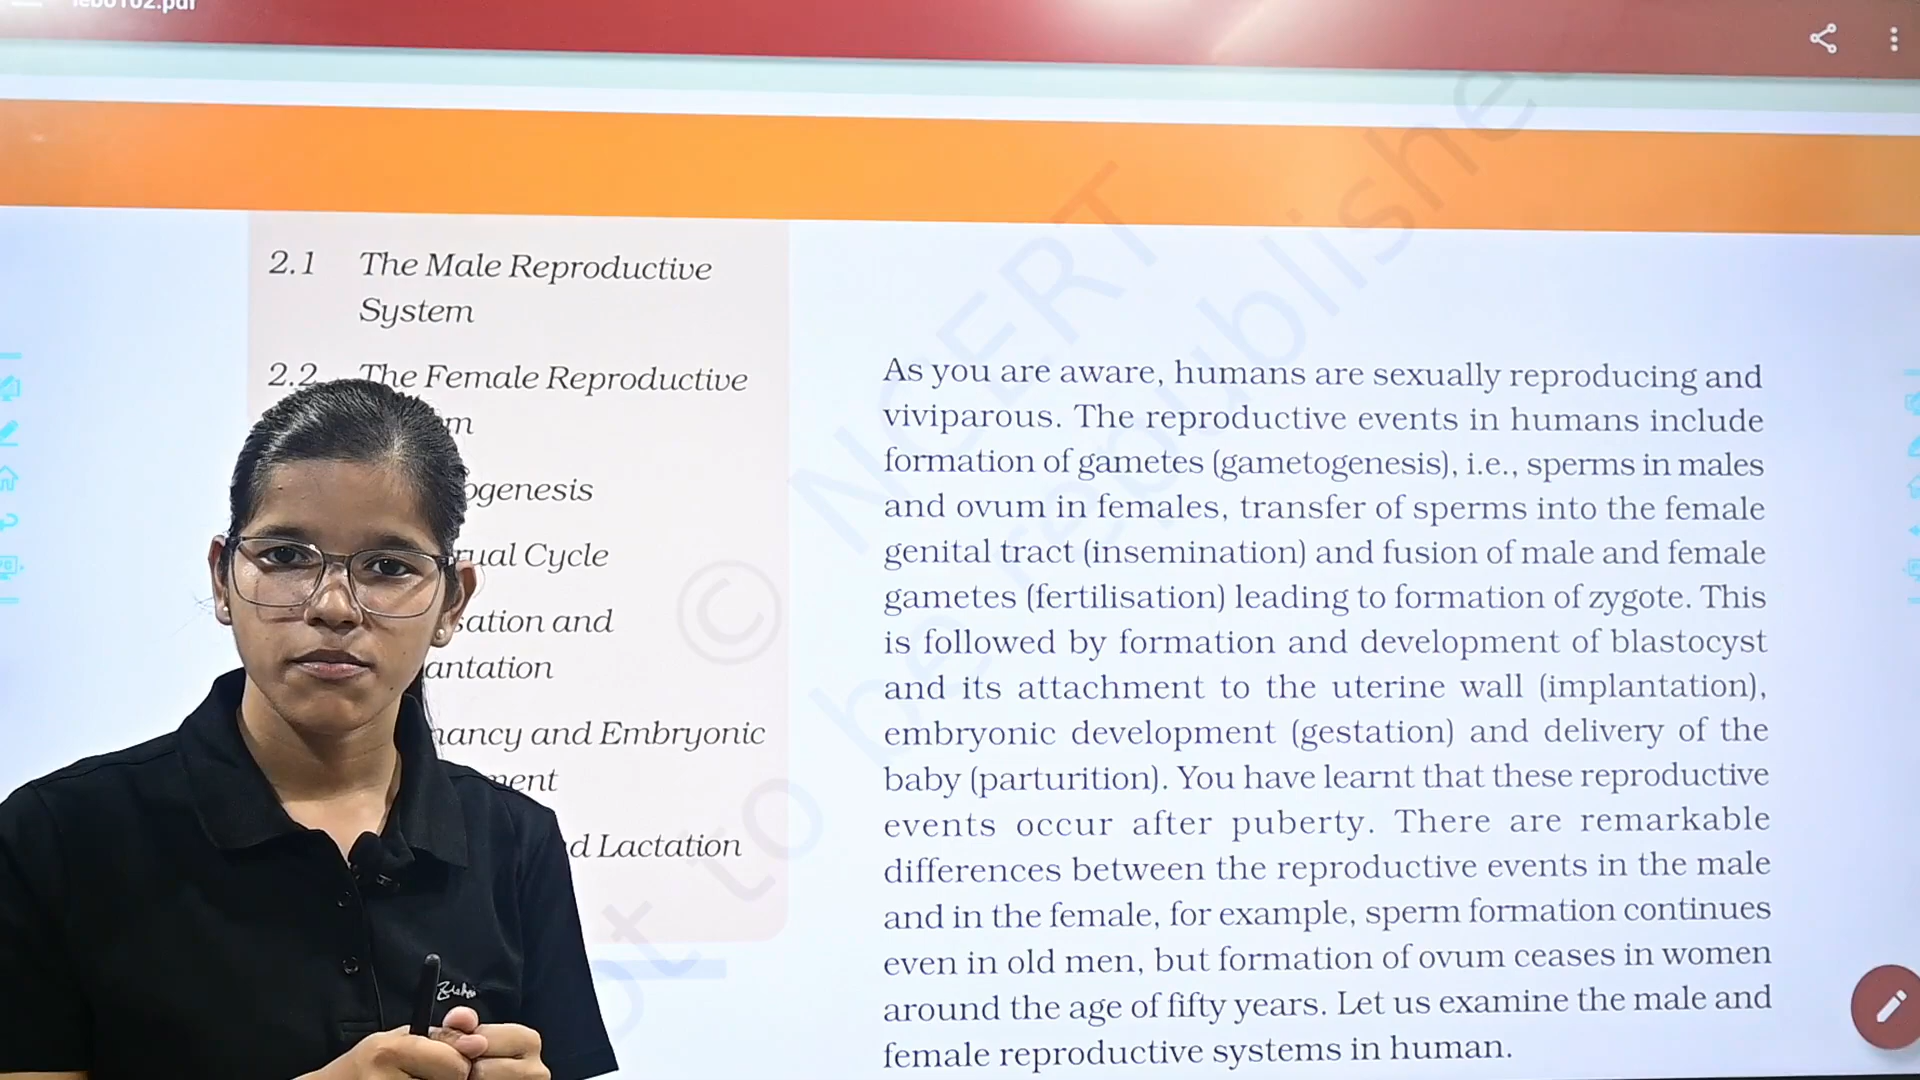 2.1 The Male Reproductive
System
2.2 The Female Reproductive
As you are aware, humans are sexually reproducing and
viviparous. The reproductive events in humans include
formation of gametes (gametogenesis), i.e., sperms in males
and ovum in females, transfer of sperms into the female
genital tract (insemination) and fusion of male and female
gametes (fertilisation) leading to formation of zygote. This
is followed by formation and development of blastocyst
and its attachment to the uterine wall (implantation),
embryonic development (gestation) and delivery of the
baby (parturition). You have learnt that these reproductive
events occur after puberty. There are remarkable
differences between the reproductive events in the male
and in the female, for example, sperm formation continues
even in old men, but formation of ovum ceases in women
around the age of fifty years. Let us examine the male and
female reproductive systems in human.
Cycle
and
and Embryonic
Lactation
© NCERT
to be republished